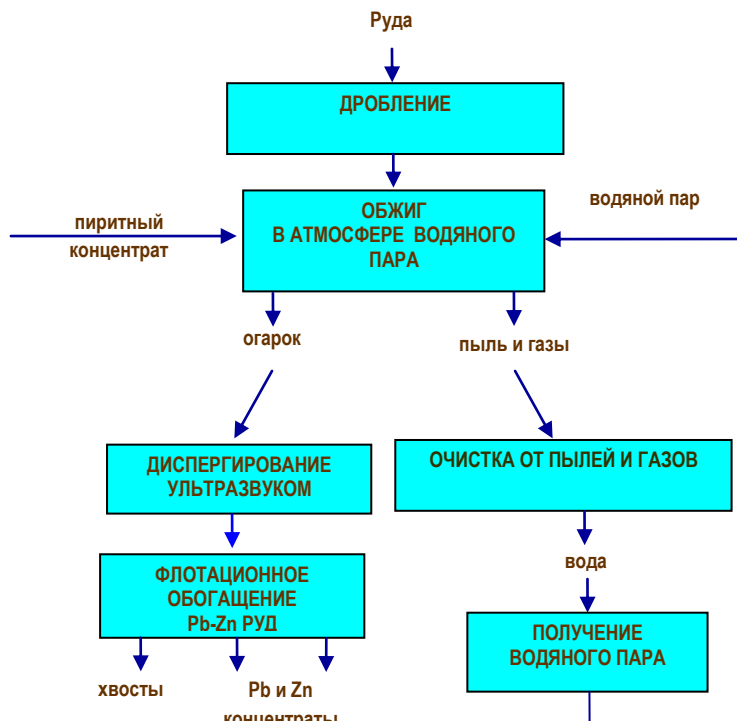 Руда
ДРОБЛЕНИЕ
ОБЖИГ
В АТМОСФЕРЕ ВОДЯНОГО
ПАРА
пиритный
концентрат
водяной пар
огарок
пыль и газы
ДИСПЕРГИРОВАНИЕ
УЛЬТРАЗВУКОМ
ОЧИСТКА ОТ ПЫЛЕЙ И ГАЗОВ
ФЛОТАЦИОННОЕ
ОБОГАЩЕНИЕ
Pb-Zn РУД
вода
ПОЛУЧЕНИЕ
ВОДЯНОГО ПАРА
хвосты
Pb и Zn
концентраты